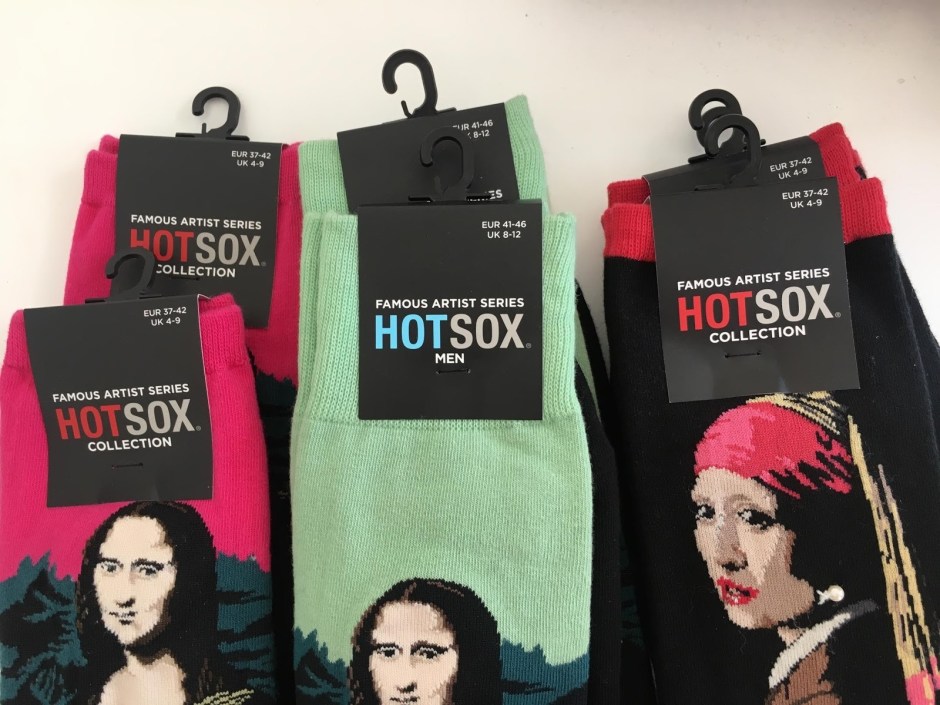 EUR 37-42
UK 4-9
FAMOUS ARTIST SERIES
HOTSOX
COLLECTION
EUR 41-46
8-12
EUR 37-42
UK 4-9
EUR 37-42
UK 4-9
FAMOUS ARTIST SERIES
HOTSOX®
COLLECTION
EUR 41-46
UK 8-12
FAMOUS ARTIST SERIES
HOTSOX®
MEN
EUR 37-42
UK 4-9
FAMOUS ARTIST SERIES
HOTSOX®
COLLECTION